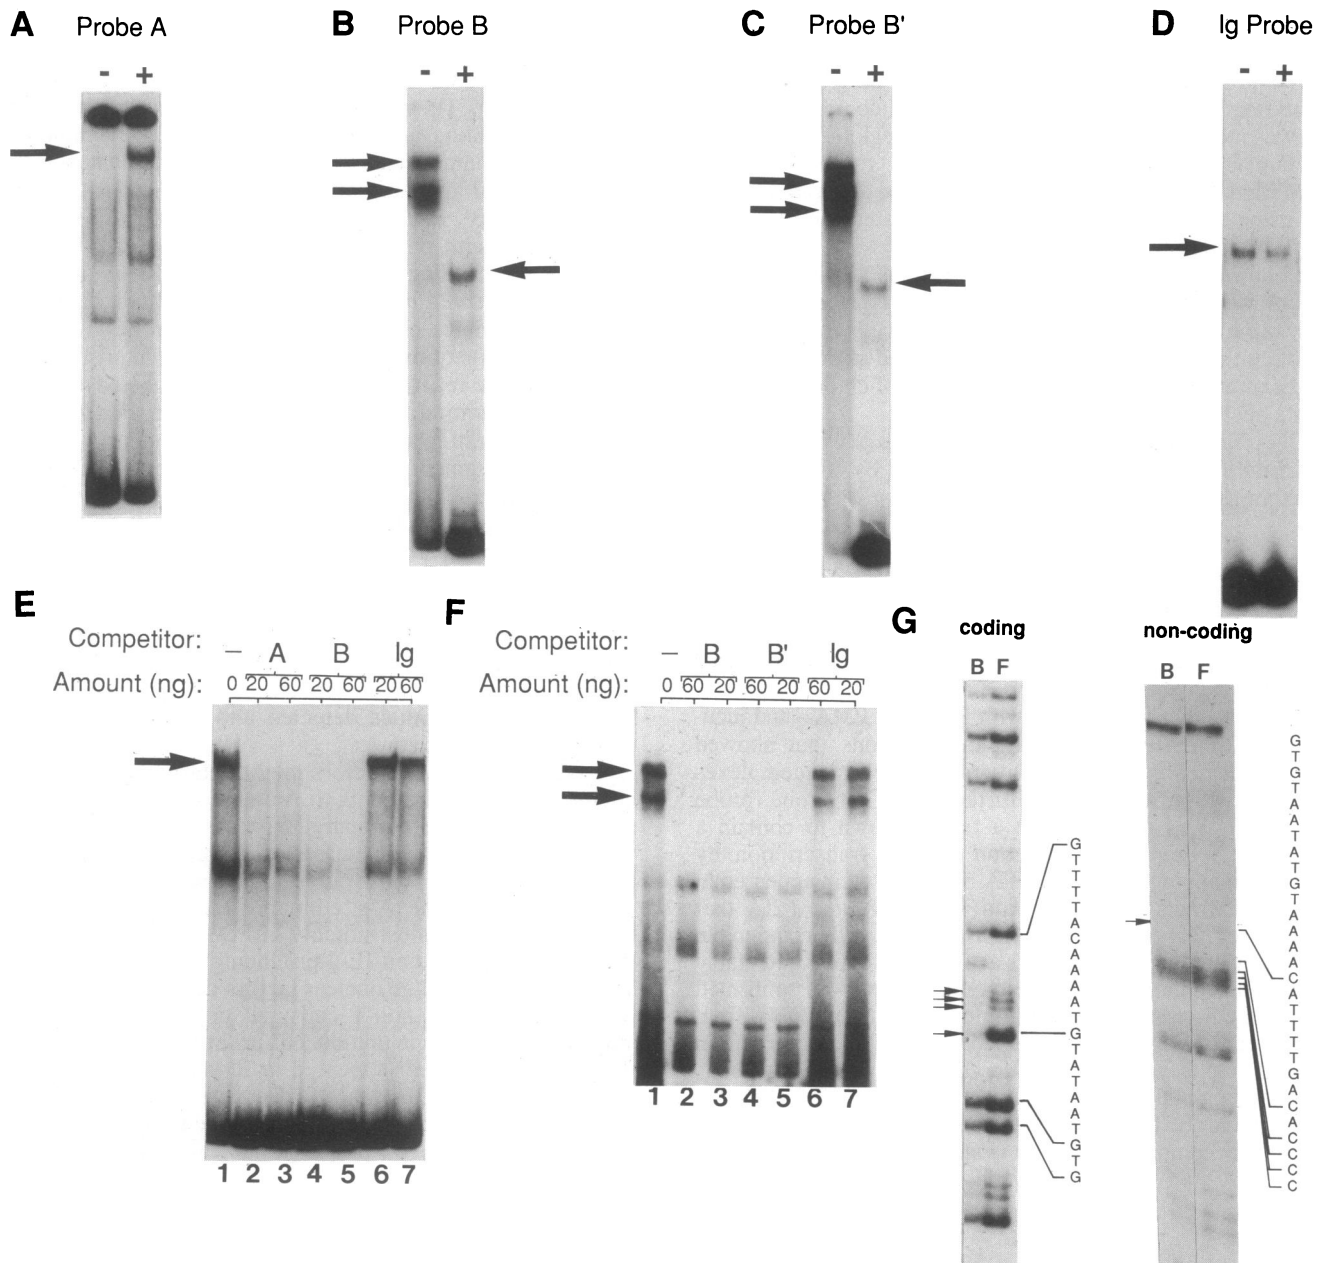 A Probe A
- +
B Probe B
- +
C Probe B'
- +
D Ig Probe
- +
E
Competitor: – A B Ig
Amount (ng): 0 20 60 20 60 20 60
1 2 3 4 5 6 7
F
Competitor: – B B' Ig
Amount (ng): 0 60 20 60 20 60 20
1 2 3 4 5 6 7
G
coding
B F
G
T
T
T
T
A
C
A
A
A
A
T
G
T
A
T
A
A
T
G
T
G
non-coding
B F
G
T
G
T
A
A
T
A
T
G
T
A
A
A
A
C
A
T
T
T
T
G
A
C
A
C
C
C
C